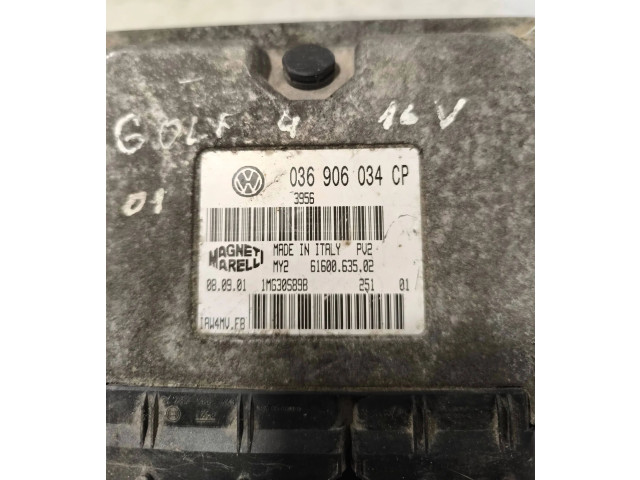 GOLF 4 16V
01
036 906 034 CP
3956
MAGNETI MARELLI
MADE IN ITALY PV2
MY2 61600.635.02
08.09.01 1M630S89B 251 01
IAW4MV.FB